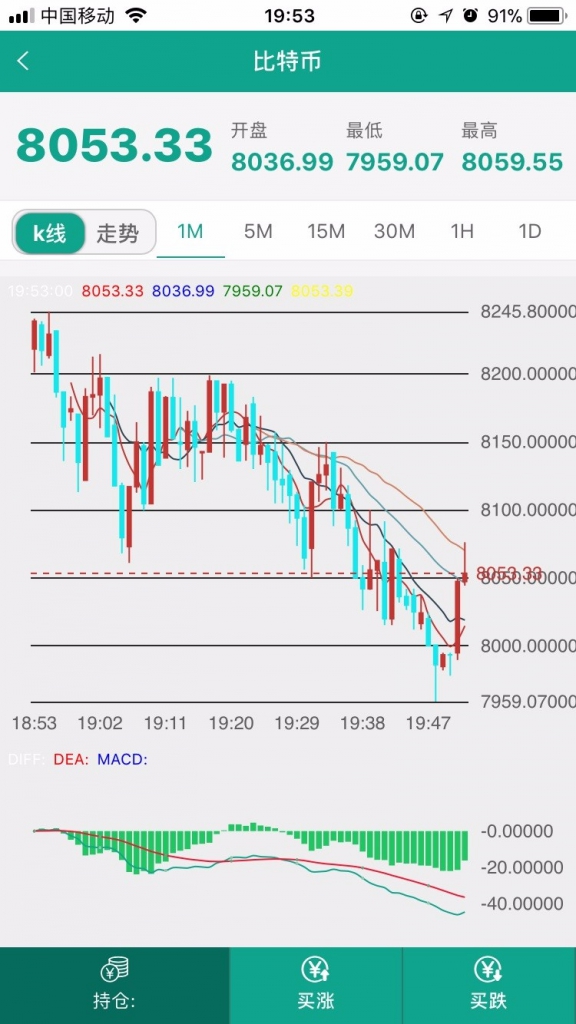 中国移动 19:53 91%
比特币
8053.33
开盘 最低 最高
8036.99 7959.07 8059.55
k线 走势 1M 5M 15M 30M 1H 1D
19:53:00 8053.33 8036.99 7959.07 8053.39
8245.80000
8200.00000
8150.00000
8100.00000
8053.33
8050.00000
8000.00000
7959.07000
18:53 19:02 19:11 19:20 19:29 19:38 19:47
DIFF: DEA: MACD:
-0.00000
-20.00000
-40.00000
持仓: 买涨 买跌